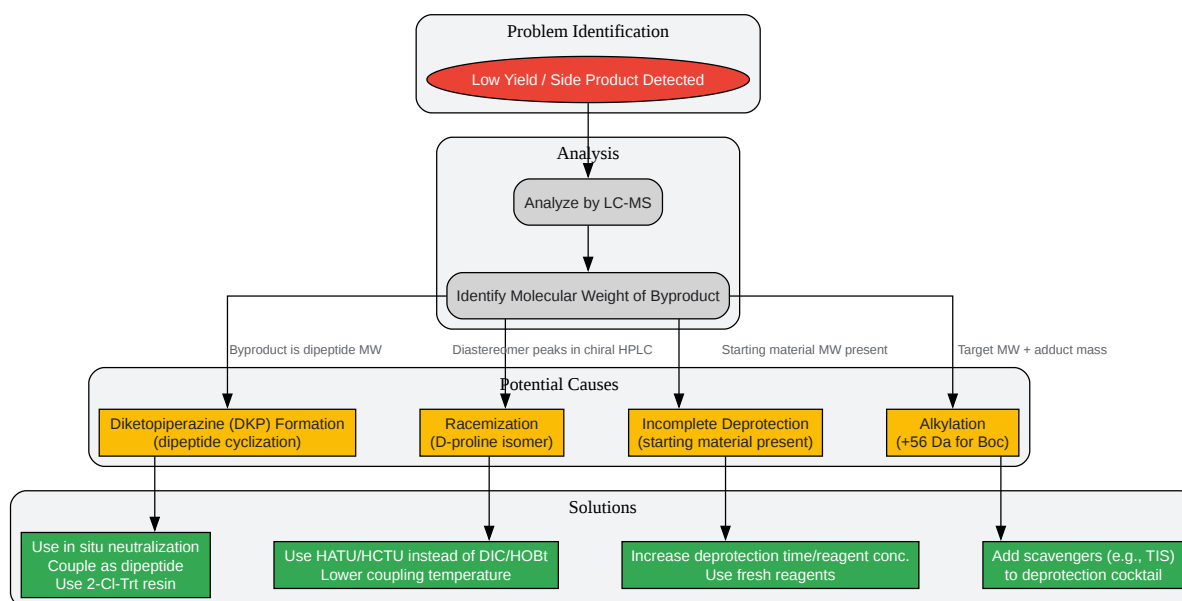 Problem Identification
Low Yield / Side Product Detected
Analysis
Analyze by LC-MS
Identify Molecular Weight of Byproduct
Byproduct is dipeptide MW
Diastereomer peaks in chiral HPLC
Starting material MW present
Target MW + adduct mass
Potential Causes
Diketopiperazine (DKP) Formation
(dipeptide cyclization)
Racemization
(D-proline isomer)
Incomplete Deprotection
(starting material present)
Alkylation
(+56 Da for Boc)
Solutions
Use in situ neutralization
Couple as dipeptide
Use 2-Cl-Trt resin
Use HATU/HCTU instead of DIC/HOBt
Lower coupling temperature
Increase deprotection time/reagent conc.
Use fresh reagents
Add scavengers (e.g., TIS)
to deprotection cocktail